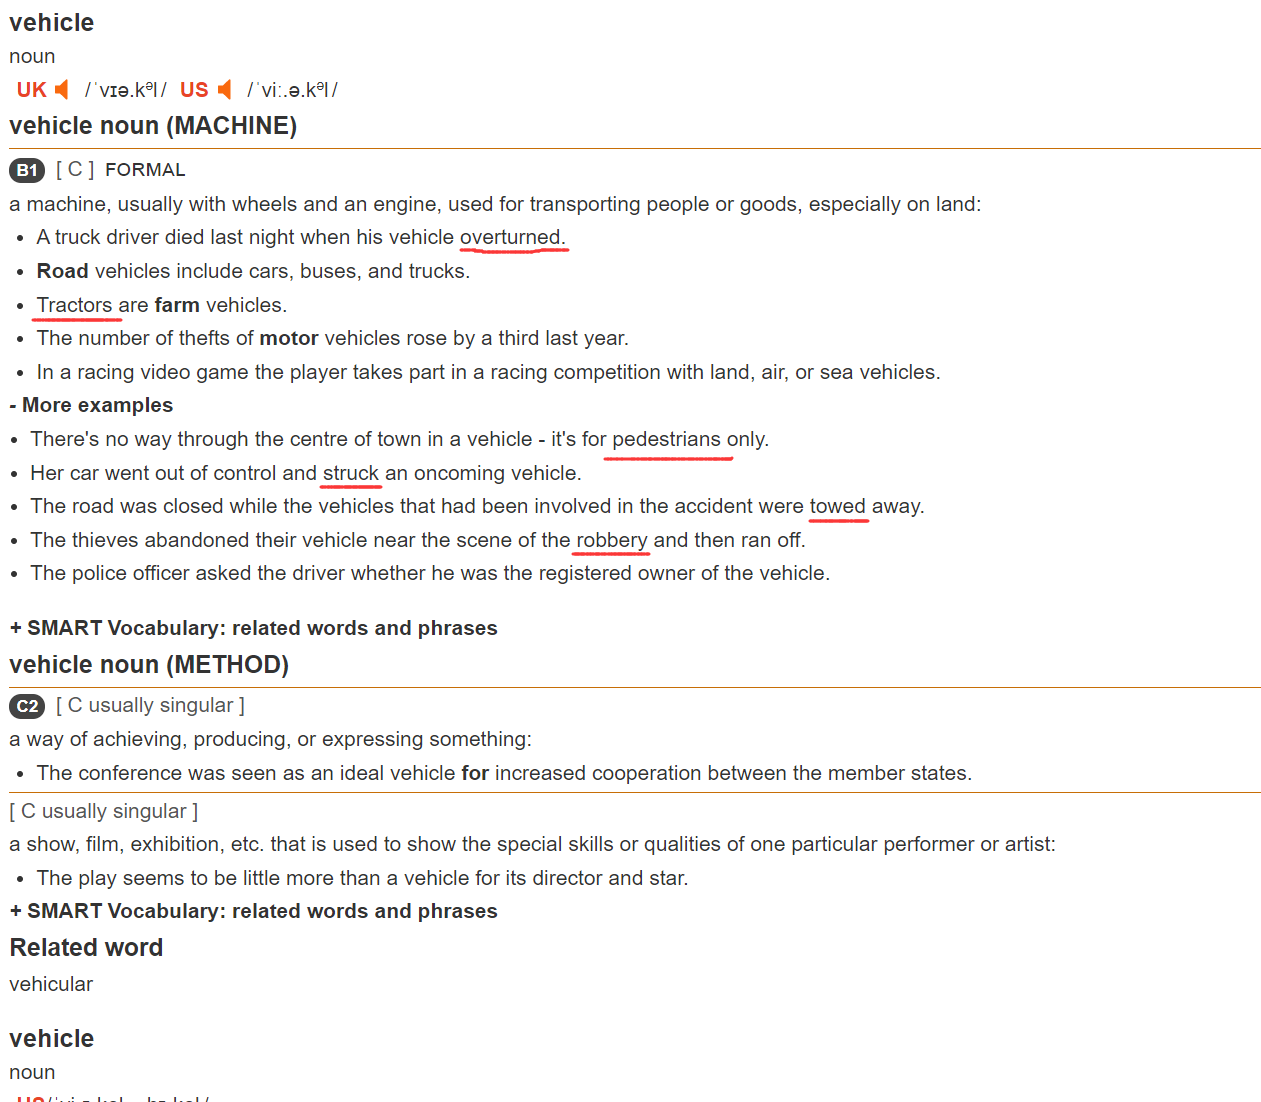 vehicle
noun
UK /ˈvɪə.kᵊl/ US /ˈviː.ə.kᵊl/
vehicle noun (MACHINE)
B1 [ C ] FORMAL
a machine, usually with wheels and an engine, used for transporting people or goods, especially on land:
• A truck driver died last night when his vehicle overturned.
• Road vehicles include cars, buses, and trucks.
• Tractors are farm vehicles.
• The number of thefts of motor vehicles rose by a third last year.
• In a racing video game the player takes part in a racing competition with land, air, or sea vehicles.
- More examples
• There's no way through the centre of town in a vehicle - it's for pedestrians only.
• Her car went out of control and struck an oncoming vehicle.
• The road was closed while the vehicles that had been involved in the accident were towed away.
• The thieves abandoned their vehicle near the scene of the robbery and then ran off.
• The police officer asked the driver whether he was the registered owner of the vehicle.
+ SMART Vocabulary: related words and phrases
vehicle noun (METHOD)
C2 [ C usually singular ]
a way of achieving, producing, or expressing something:
• The conference was seen as an ideal vehicle for increased cooperation between the member states.
[ C usually singular ]
a show, film, exhibition, etc. that is used to show the special skills or qualities of one particular performer or artist:
• The play seems to be little more than a vehicle for its director and star.
+ SMART Vocabulary: related words and phrases
Related word
vehicular
vehicle
noun
US